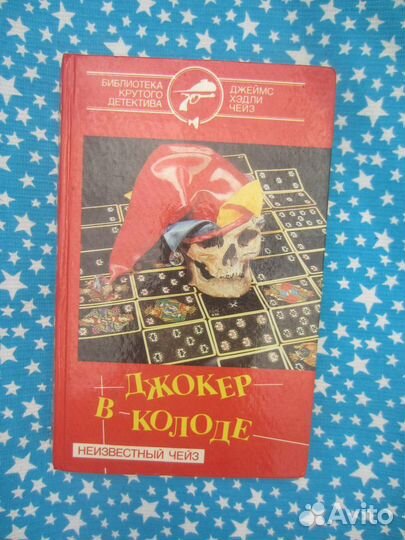 БИБЛИОТЕКА
КРУТОГО
ДЕТЕКТИВА
ДЖЕЙМС
ХЭДЛИ
ЧЕЙЗ
ДЖОКЕР
В КОЛОДЕ
НЕИЗВЕСТНЫЙ ЧЕЙЗ
Avito